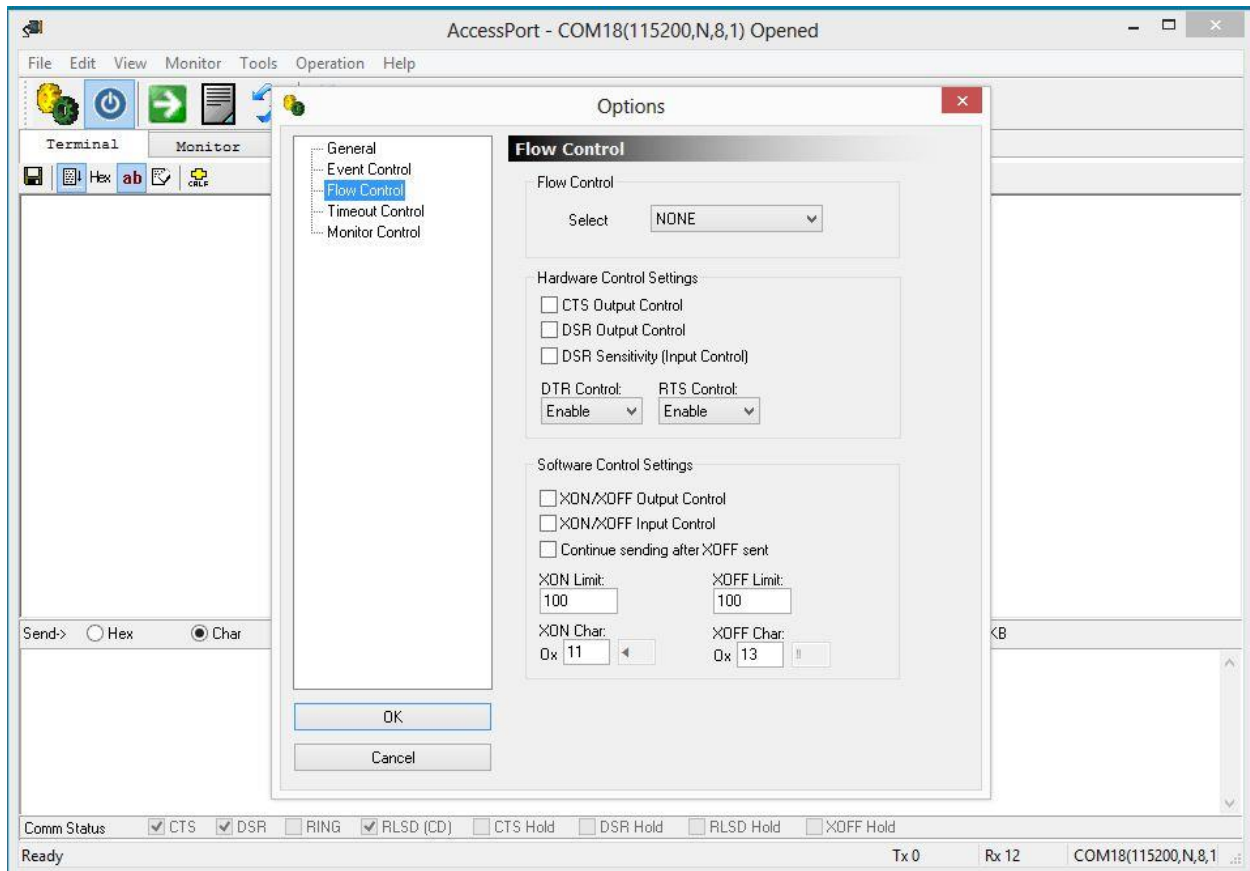 AccessPort - COM18(115200,N,8,1) Opened
File Edit View Monitor Tools Operation Help
Options
Terminal Monitor
Hex ab
CRLF
General
Event Control
Flow Control
Timeout Control
Monitor Control
OK
Cancel
Flow Control
Flow Control
Select NONE
Hardware Control Settings
CTS Output Control
DSR Output Control
DSR Sensitivity (Input Control)
DTR Control: RTS Control:
Enable Enable
Software Control Settings
XON/XOFF Output Control
XON/XOFF Input Control
Continue sending after XOFF sent
XON Limit: XOFF Limit:
100 100
XON Char: XOFF Char:
0x 11 0x 13 !!
Send-> Hex Char
KB
Comm Status CTS DSR RING RLSD (CD) CTS Hold DSR Hold RLSD Hold XOFF Hold
Ready Tx 0 Rx 12 COM18(115200,N,8,1